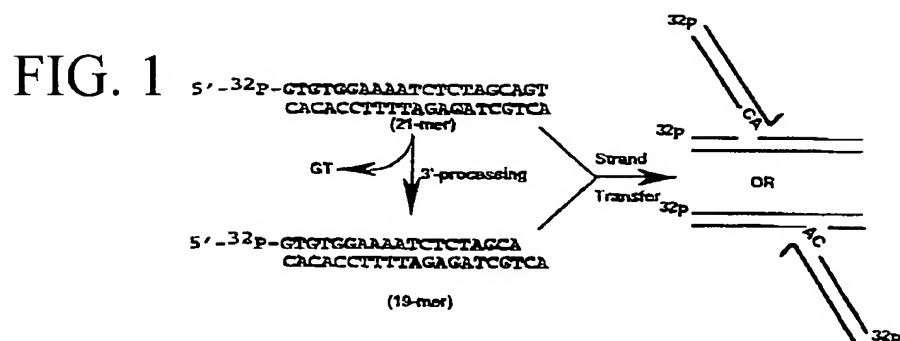 FIG. 1
5'-32P-GTGTGGAAAATCTCTAGCAGT
CACACCTTTTAGAGATCGTCA
(21-mer)
GT
3'-processing
5'-32P-GTGTGGAAAATCTCTAGCA
CACACCTTTTAGAGATCGTCA
(19-mer)
Strand
Transfer
32P
CA
32P
OR
32P
AC
32P